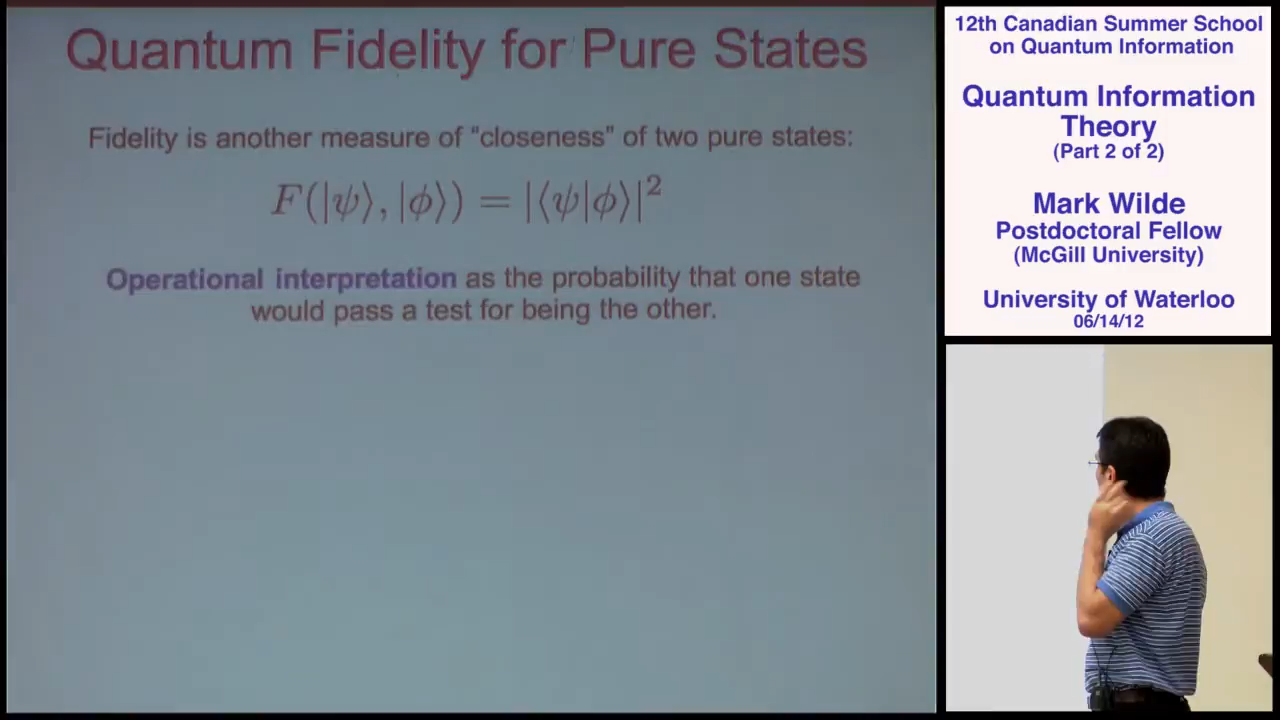 Quantum Fidelity for Pure States
Fidelity is another measure of "closeness" of two pure states:
F(|ψ⟩, |ϕ⟩) = |⟨ψ|ϕ⟩|²
Operational interpretation as the probability that one state
would pass a test for being the other.
12th Canadian Summer School
on Quantum Information
Quantum Information
Theory
(Part 2 of 2)
Mark Wilde
Postdoctoral Fellow
(McGill University)
University of Waterloo
06/14/12